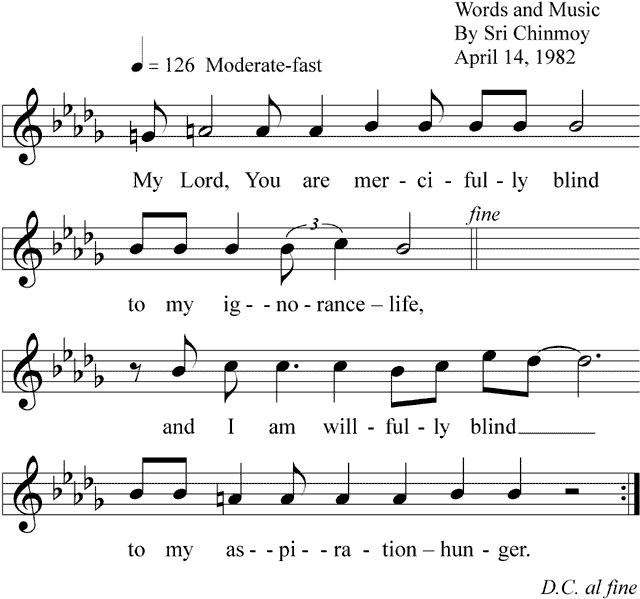 Words and Music
By Sri Chinmoy
April 14, 1982
= 126 Moderate-fast
My Lord, You are mer - ci - ful - ly blind
fine
3
to my ig - - no - rance – life,
and I am will - ful - ly blind
to my as - - pi - - ra - tion – hun - ger.
D.C. al fine